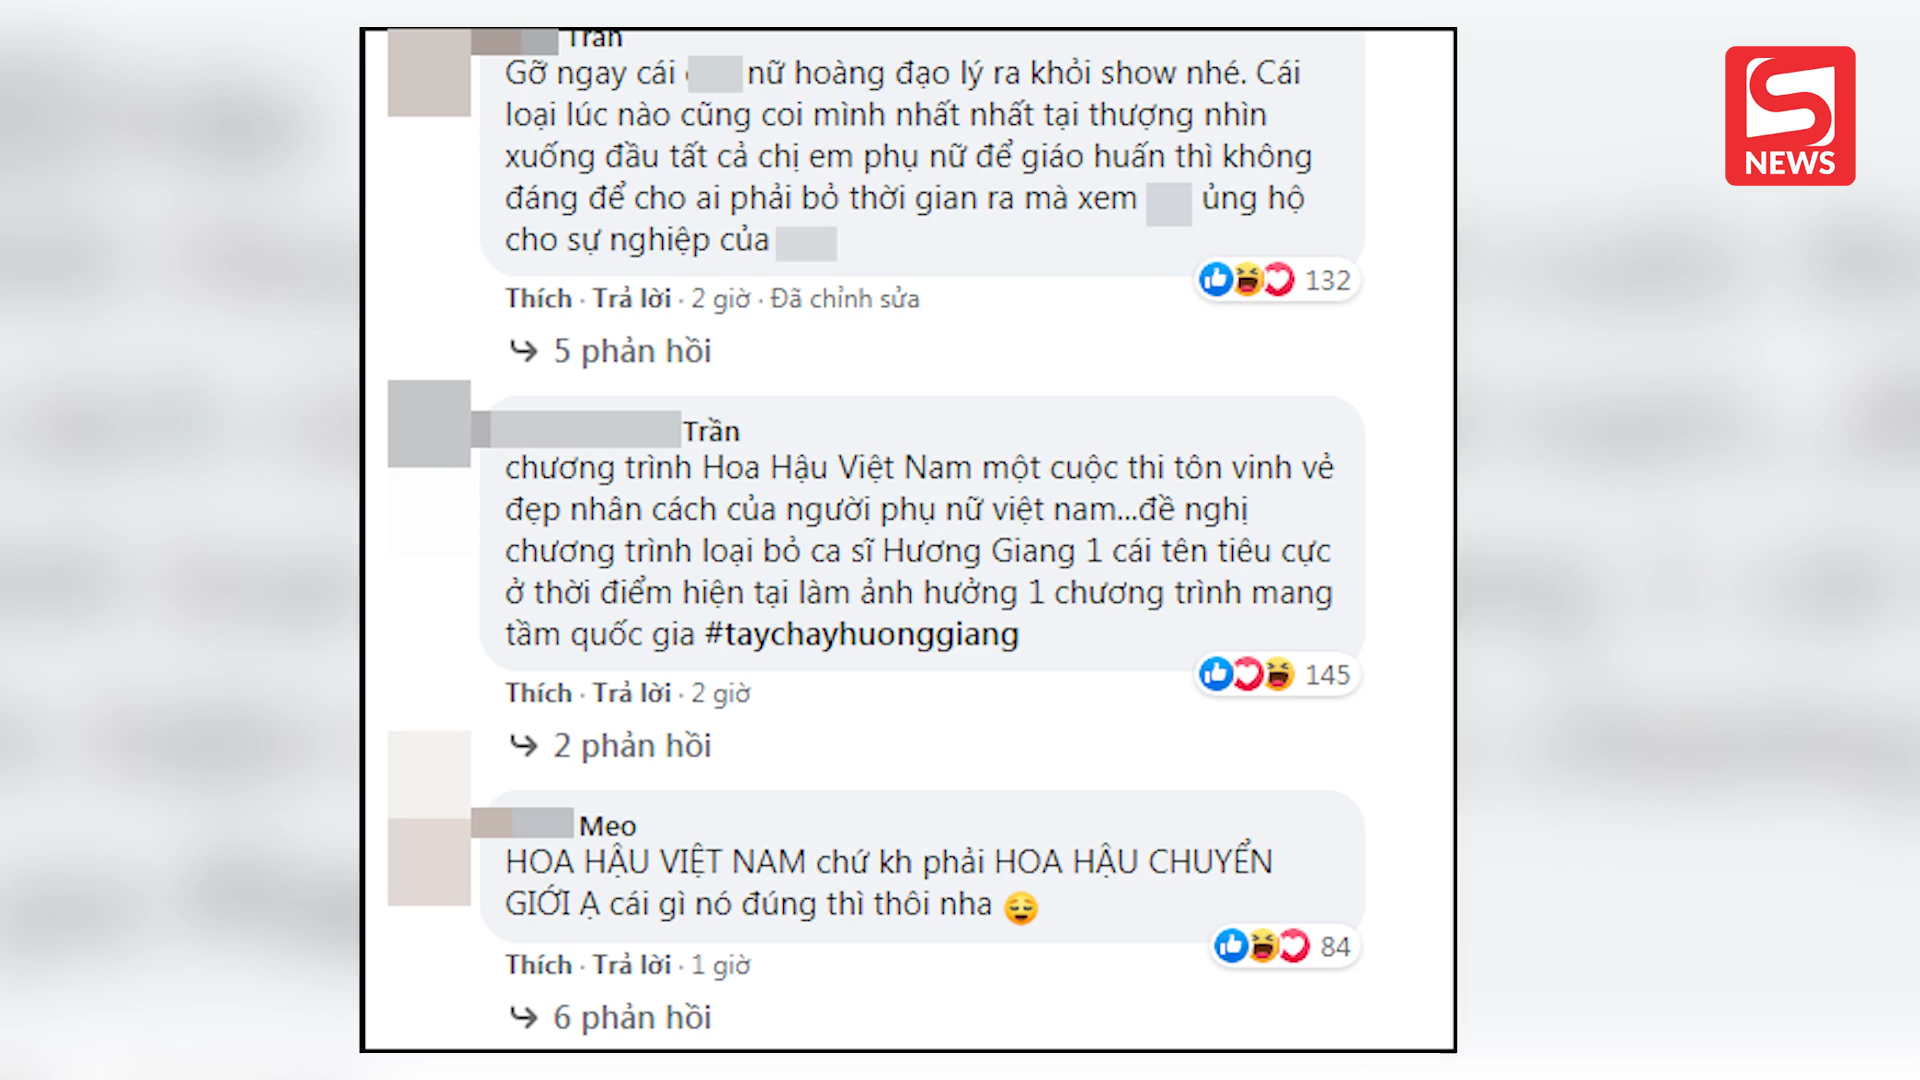 Trần
Gỡ ngay cái nữ hoàng đạo lý ra khỏi show nhé. Cái
loại lúc nào cũng coi mình nhất nhất tại thượng nhìn
xuống đầu tất cả chị em phụ nữ để giáo huấn thì không
đáng để cho ai phải bỏ thời gian ra mà xem ủng hộ
cho sự nghiệp của
132
Thích · Trả lời · 2 giờ · Đã chỉnh sửa
5 phản hồi
Trần
chương trình Hoa Hậu Việt Nam một cuộc thi tôn vinh vẻ
đẹp nhân cách của người phụ nữ việt nam...đề nghị
chương trình loại bỏ ca sĩ Hương Giang 1 cái tên tiêu cực
ở thời điểm hiện tại làm ảnh hưởng 1 chương trình mang
tầm quốc gia #taychayhuonggiang
145
Thích · Trả lời · 2 giờ
2 phản hồi
Meo
HOA HẬU VIỆT NAM chứ kh phải HOA HẬU CHUYỂN
GIỚI Ạ cái gì nó đúng thì thôi nha
84
Thích · Trả lời · 1 giờ
6 phản hồi
S
NEWS